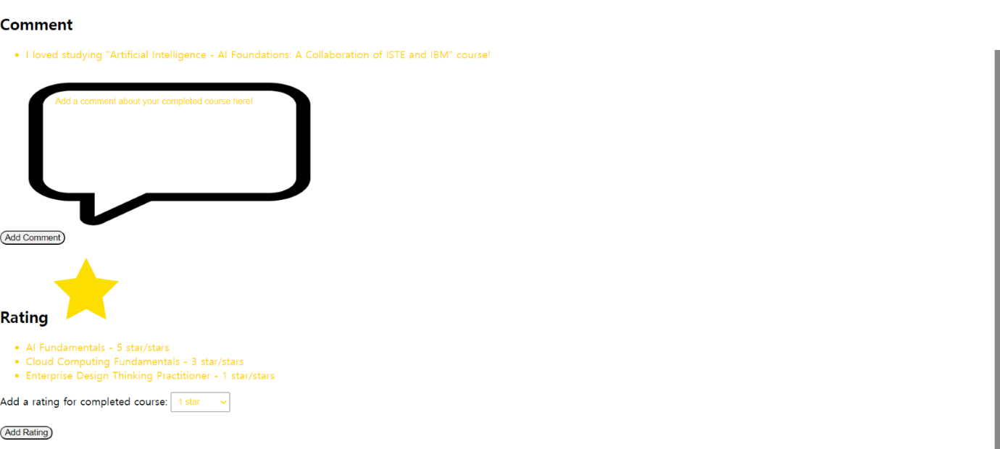 Comment
I loved studying "Artificial Intelligence - AI Foundations: A Collaboration of ISTE and IBM" course!
Add a comment about your completed course here!
Add Comment
Rating
AI Fundamentals - 5 star/stars
Cloud Computing Fundamentals - 3 star/stars
Enterprise Design Thinking Practitioner - 1 star/stars
Add a rating for completed course: 1 star
Add Rating